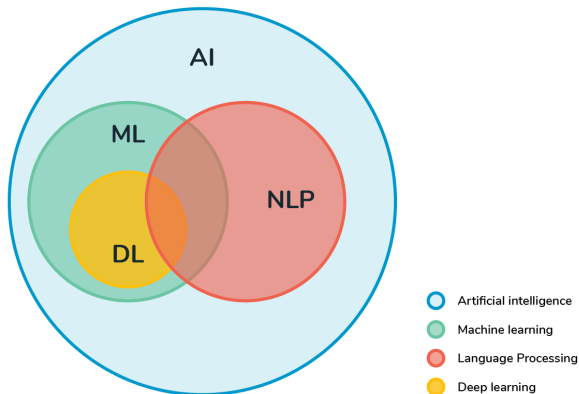 AI
ML
NLP
DL
Artificial intelligence
Machine learning
Language Processing
Deep learning